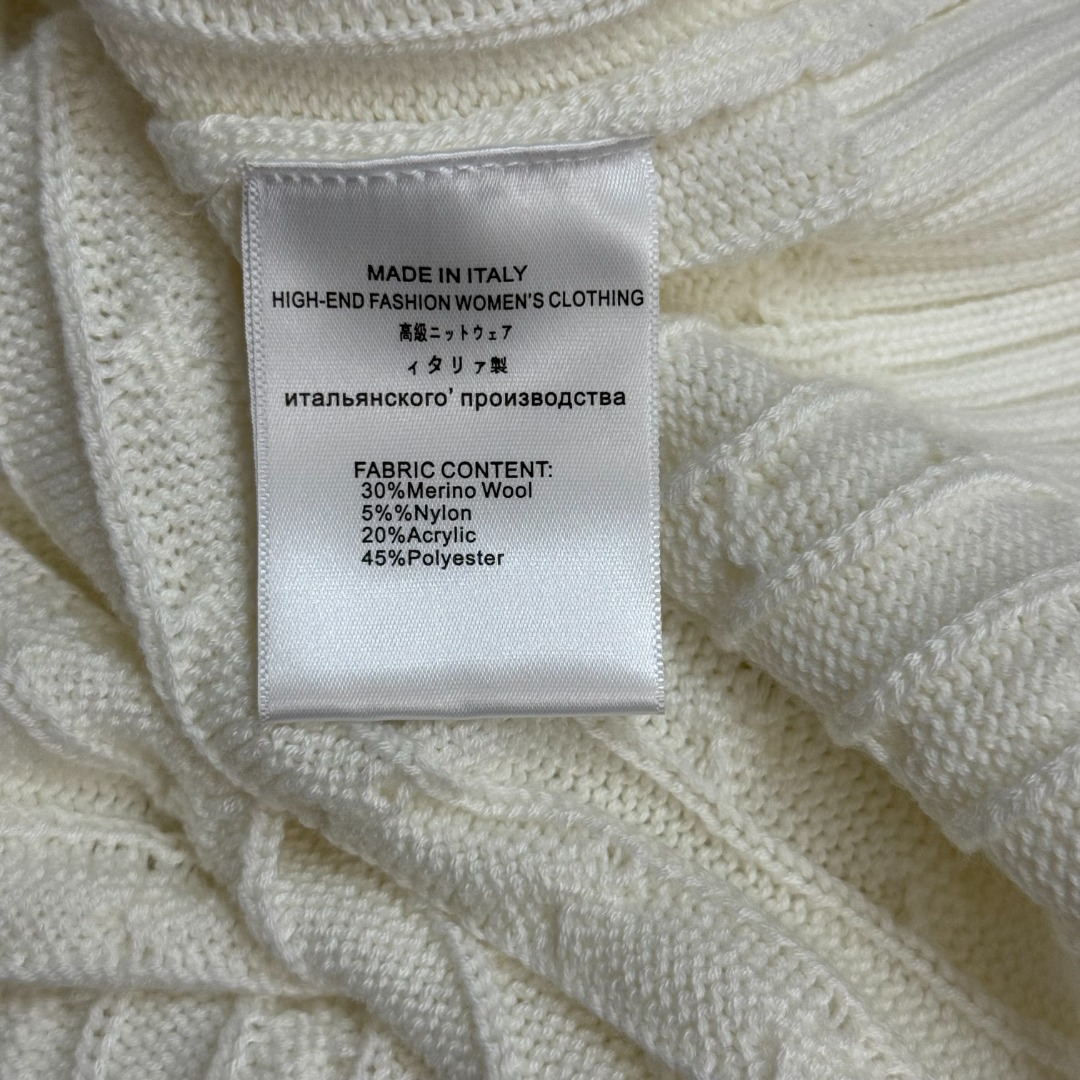 MADE IN ITALY
HIGH-END FASHION WOMEN'S CLOTHING
高級ニットウェア
ィタリァ製
итальянского' производства
FABRIC CONTENT:
30%Merino Wool
5%%Nylon
20%Acrylic
45%Polyester